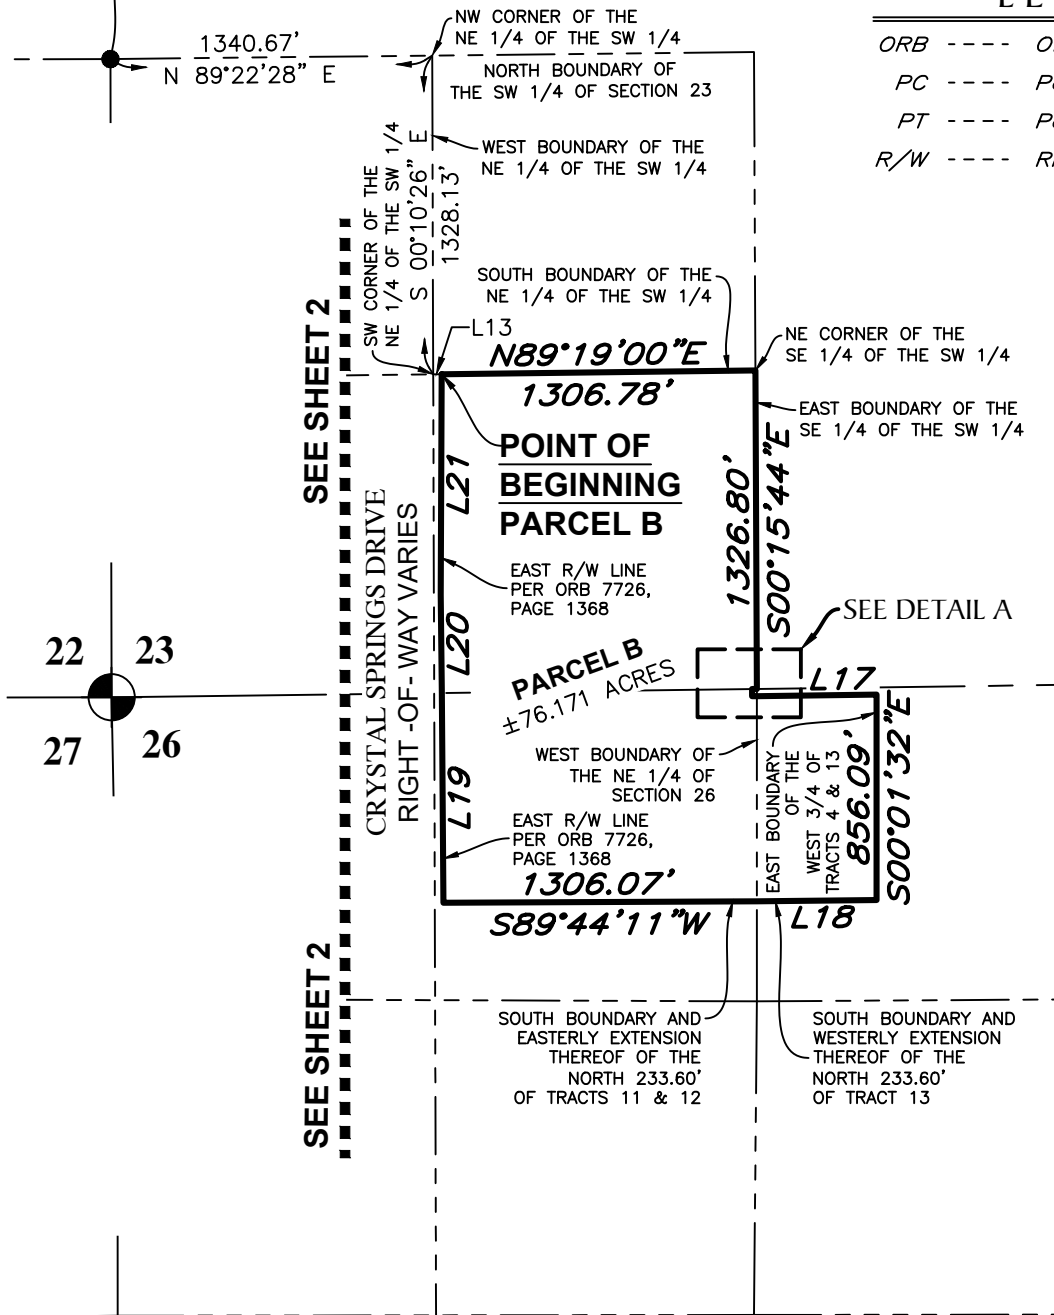 1340.67'
N 89°22'28" E
NW CORNER OF THE
NE 1/4 OF THE SW 1/4
NORTH BOUNDARY OF
THE SW 1/4 OF SECTION 23
WEST BOUNDARY OF THE
NE 1/4 OF THE SW 1/4
ORB ----
PC ----
PT ----
R/W ----
SW CORNER OF THE
NE 1/4 OF THE SW 1/4
S 00°10'26" E
1328.13'
SOUTH BOUNDARY OF THE
NE 1/4 OF THE SW 1/4
L13
N89°19'00"E
1306.78'
NE CORNER OF THE
SE 1/4 OF THE SW 1/4
EAST BOUNDARY OF THE
SE 1/4 OF THE SW 1/4
SEE SHEET 2
POINT OF
BEGINNING
PARCEL B
L21
1326.80'
S00°15'44"E
CRYSTAL SPRINGS DRIVE
RIGHT -OF- WAY VARIES
EAST R/W LINE
PER ORB 7726,
PAGE 1368
L20
SEE DETAIL A
22 23
27 26
PARCEL B
±76.171 ACRES
L17
WEST BOUNDARY OF
THE NE 1/4 OF
SECTION 26
EAST BOUNDARY
OF THE
WEST 3/4 OF
TRACTS 4 & 13
856.09'
S00°01'32"E
L19
EAST R/W LINE
PER ORB 7726,
PAGE 1368
1306.07'
S89°44'11"W
L18
SEE SHEET 2
SOUTH BOUNDARY AND
EASTERLY EXTENSION
THEREOF OF THE
NORTH 233.60'
OF TRACTS 11 & 12
SOUTH BOUNDARY AND
WESTERLY EXTENSION
THEREOF OF THE
NORTH 233.60'
OF TRACT 13